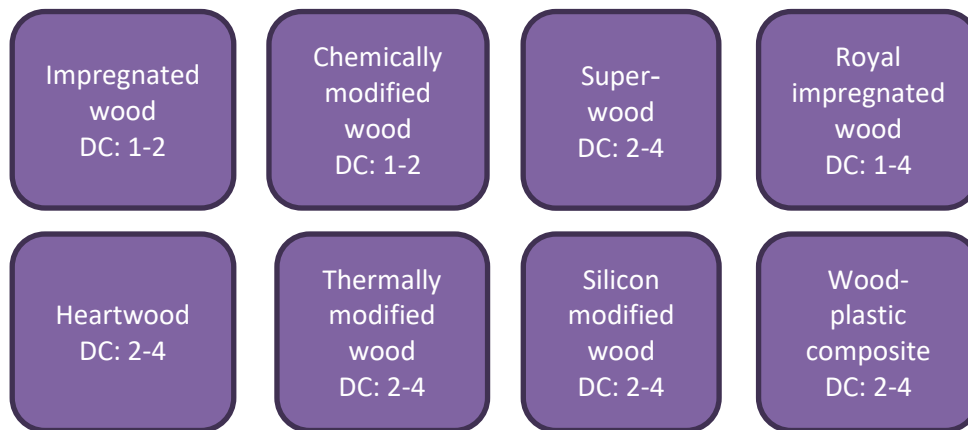 Impregnated
wood
DC: 1-2
Chemically
modified
wood
DC: 1-2
Super-
wood
DC: 2-4
Royal
impregnated
wood
DC: 1-4
Heartwood
DC: 2-4
Thermally
modified
wood
DC: 2-4
Silicon
modified
wood
DC: 2-4
Wood-
plastic
composite
DC: 2-4